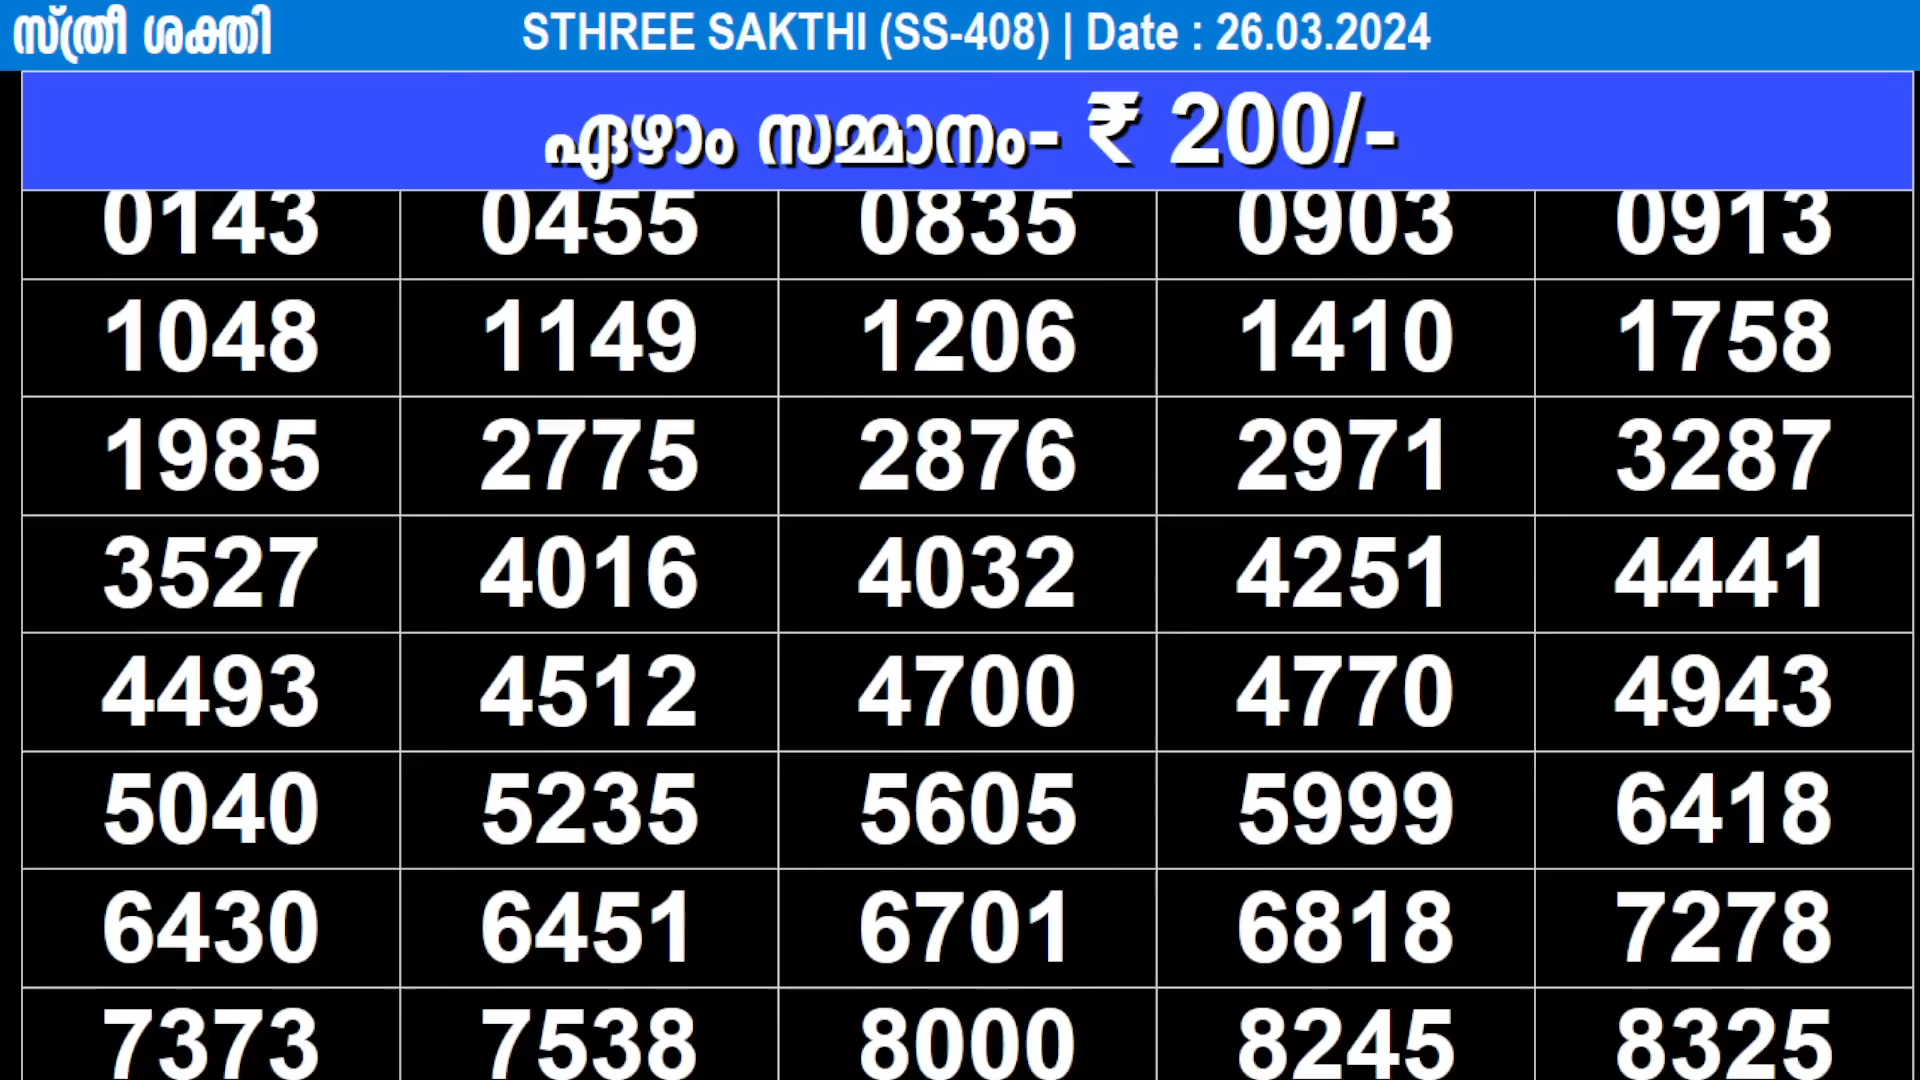 സ്ത്രീ ശക്തി STHREE SAKTHI (SS-408) | Date : 26.03.2024
ഏഴാം സമ്മാനം- ₹ 200/-
0143 0455 0835 0903 0913
1048 1149 1206 1410 1758
1985 2775 2876 2971 3287
3527 4016 4032 4251 4441
4493 4512 4700 4770 4943
5040 5235 5605 5999 6418
6430 6451 6701 6818 7278
7373 7538 8000 8245 8325